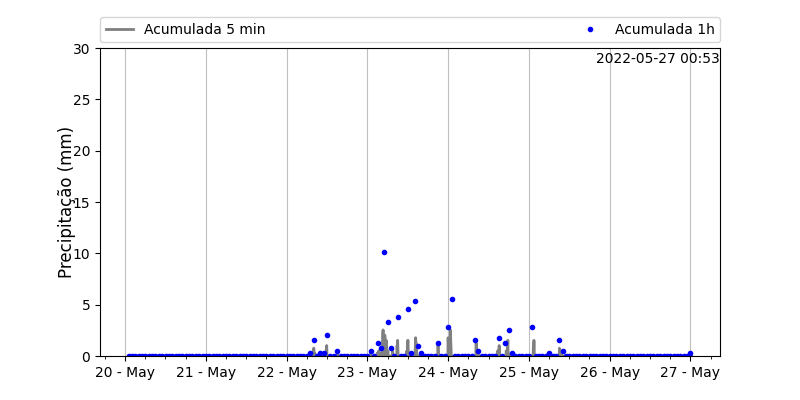 Acumulada 5 min
Acumulada 1h
2022-05-27 00:53
Precipitação (mm)
30
25
20
15
10
5
0
20 - May
21 - May
22 - May
23 - May
24 - May
25 - May
26 - May
27 - May